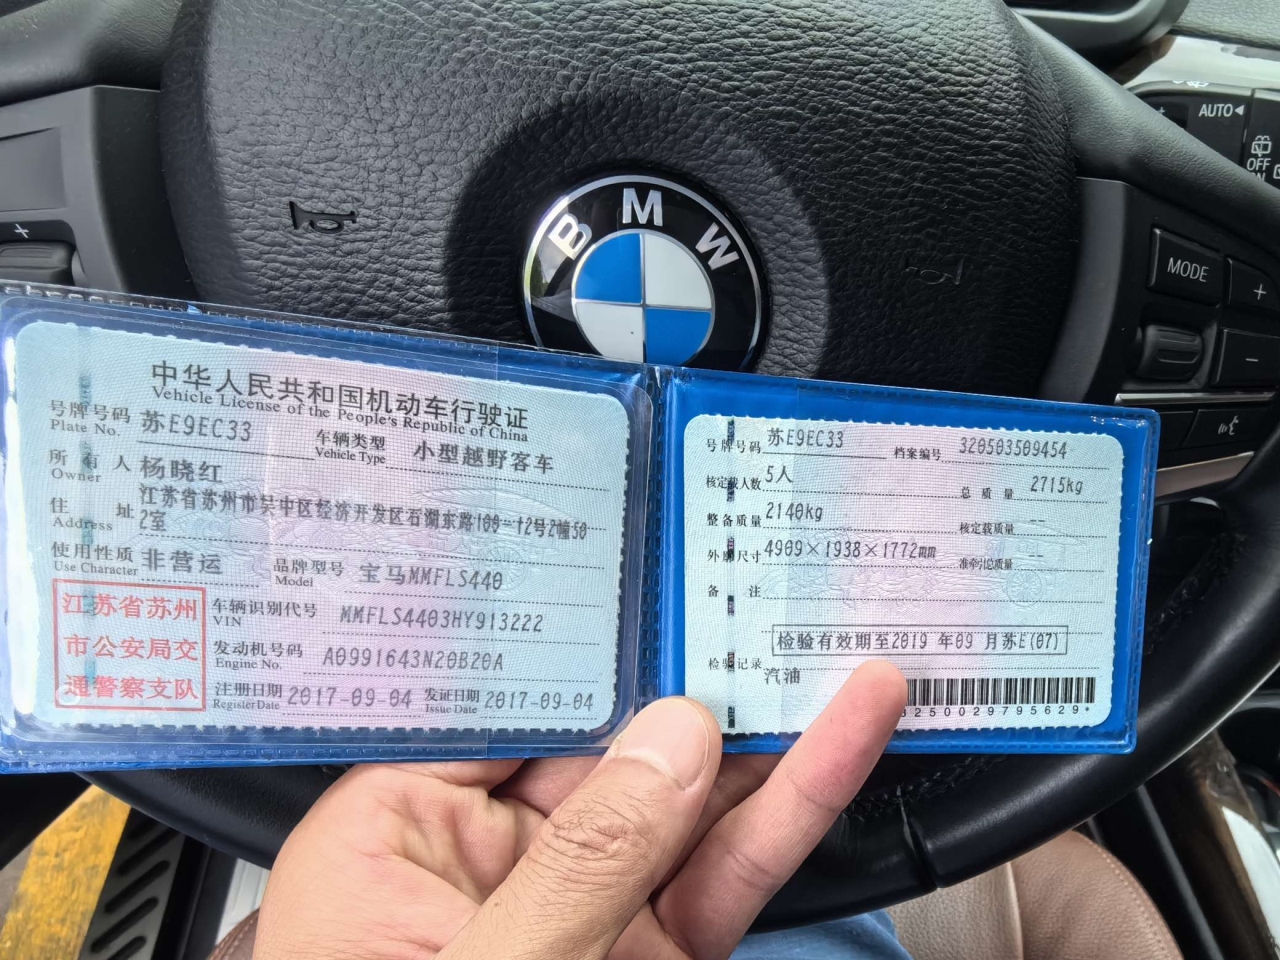 BMW
AUTO
OFF
MODE
+
−
中华人民共和国机动车行驶证
Vehicle License of the People's Republic of China
号牌号码 苏E9EC33 车辆类型 小型越野客车
Plate No. Vehicle Type
所有人 杨晓红
Owner
住址 江苏省苏州市吴中区经济开发区石湖东路100-12号2幢502室
Address
使用性质 非营运 品牌型号 宝马MMFLS440
Use Character Model
江苏省苏州
市公安局交
通警察支队
车辆识别代号 MMFLS4403HY913222
VIN
发动机号码 A0991643N20B20A
Engine No.
注册日期 2017-09-04 发证日期 2017-09-04
Register Date Issue Date
号牌号码 苏E9EC33 档案编号 320503509454
核定载人数 5人 总质量 2715kg
整备质量 2140kg 核定载质量 --
外廓尺寸 4909×1938×1772mm 准牵引总质量 --
备注
检验有效期至2019年09月苏E(07)
检验记录
汽油
250029795629*